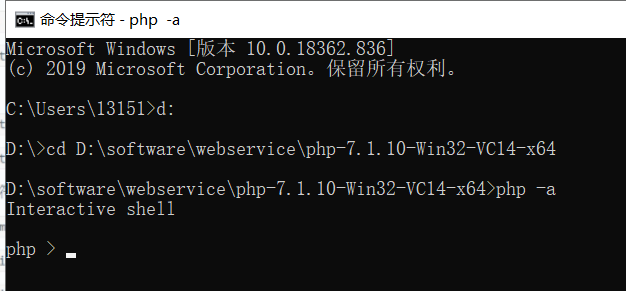 命令提示符 - php  -a
Microsoft Windows [版本 10.0.18362.836]
(c) 2019 Microsoft Corporation。保留所有权利。
C:\Users\13151>d:
D:\>cd D:\software\webservice\php-7.1.10-Win32-VC14-x64
D:\software\webservice\php-7.1.10-Win32-VC14-x64>php -a
Interactive shell
php >